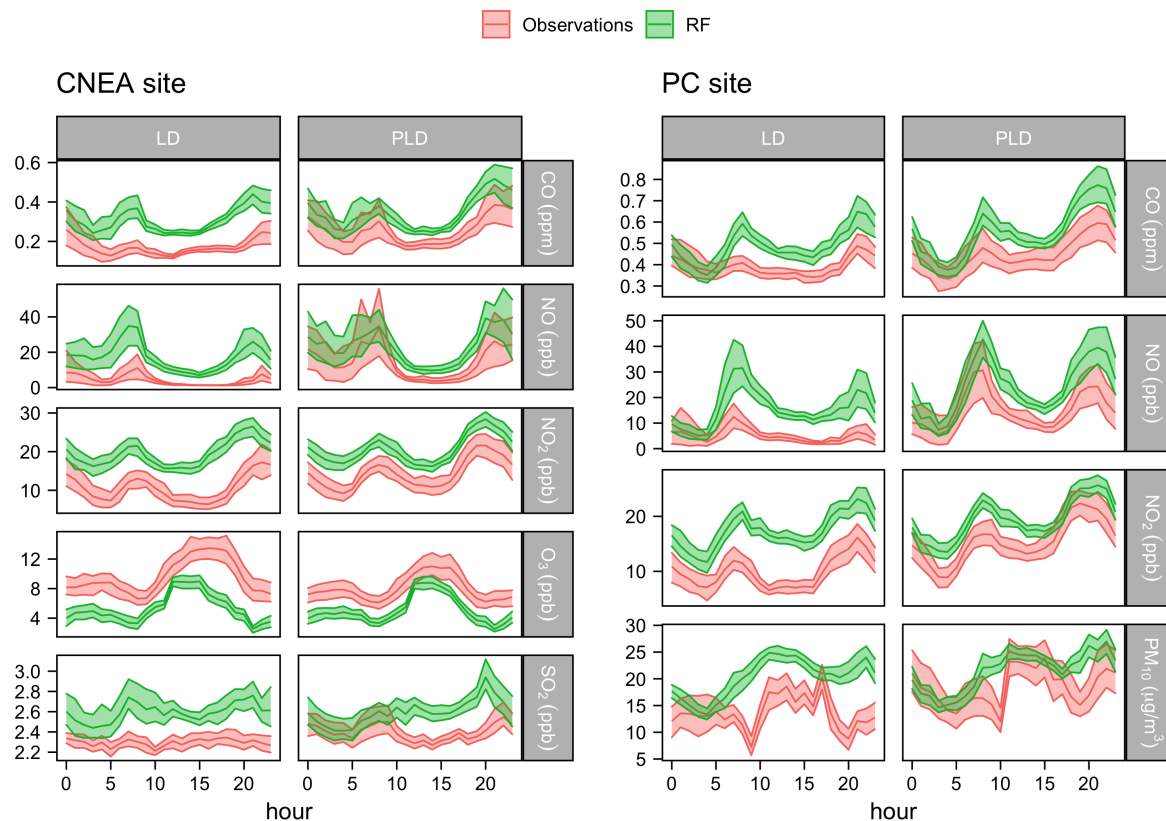 Observations RF
CNEA site
PC site
LD PLD
LD PLD
0.6
0.4
0.2
CO (ppm)
40
20
0
NO (ppb)
30
20
10
NO₂ (ppb)
12
8
4
O₃ (ppb)
3.0
2.8
2.6
2.4
2.2
SO₂ (ppb)
0 5 10 15 20 0 5 10 15 20
hour
0.8
0.7
0.6
0.5
0.4
0.3
CO (ppm)
50
40
30
20
10
0
NO (ppb)
20
10
NO₂ (ppb)
30
25
20
15
10
5
PM₁₀ (µg/m³)
0 5 10 15 20 0 5 10 15 20
hour